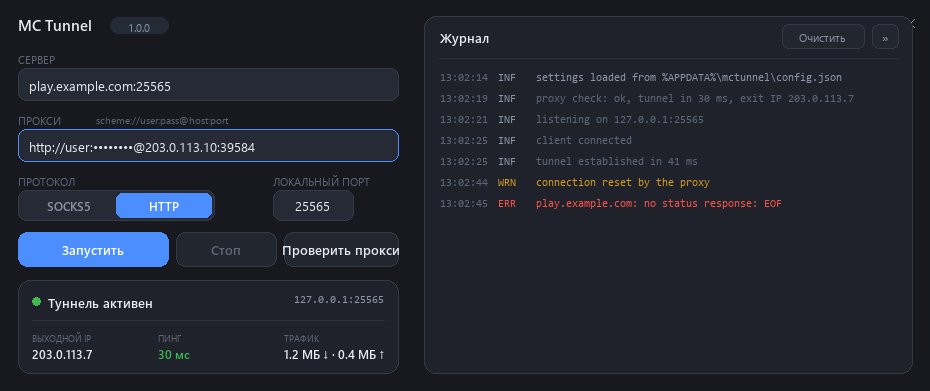 MC Tunnel 1.0.0
СЕРВЕР
play.example.com:25565
ПРОКСИ scheme://user:pass@host:port
http://user:••••••••@203.0.113.10:39584
ПРОТОКОЛ ЛОКАЛЬНЫЙ ПОРТ
SOCKS5 HTTP 25565
Запустить Стоп Проверить прокси
Туннель активен 127.0.0.1:25565
ВЫХОДНОЙ IP ПИНГ ТРАФИК
203.0.113.7 30 мс 1.2 МБ ↓ · 0.4 МБ ↑
Журнал Очистить »
13:02:14 INF settings loaded from %APPDATA%\mctunnel\config.json
13:02:19 INF proxy check: ok, tunnel in 30 ms, exit IP 203.0.113.7
13:02:21 INF listening on 127.0.0.1:25565
13:02:25 INF client connected
13:02:25 INF tunnel established in 41 ms
13:02:44 WRN connection reset by the proxy
13:02:45 ERR play.example.com: no status response: EOF